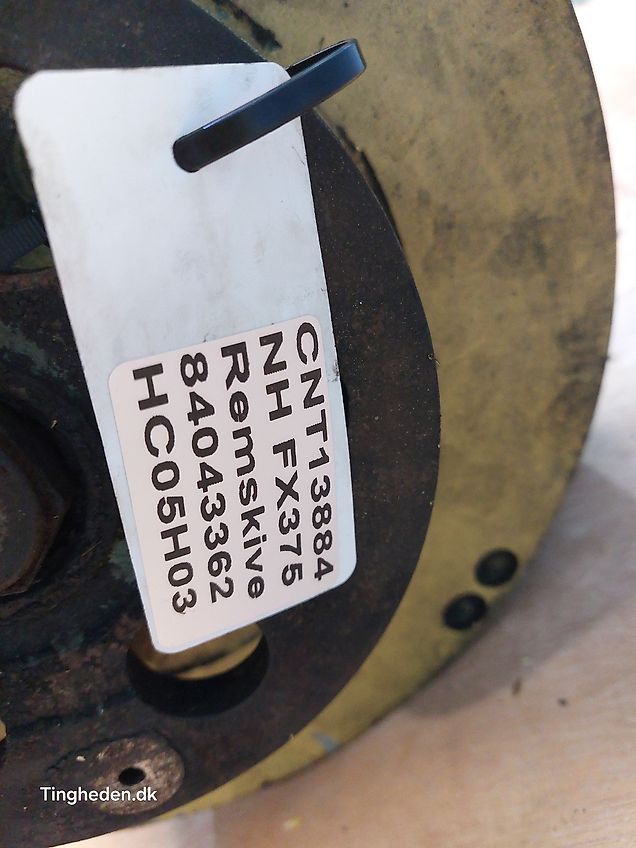 CNT13884
NH FX375
Remskive
84043362
HC05H03
Tingheden.dk